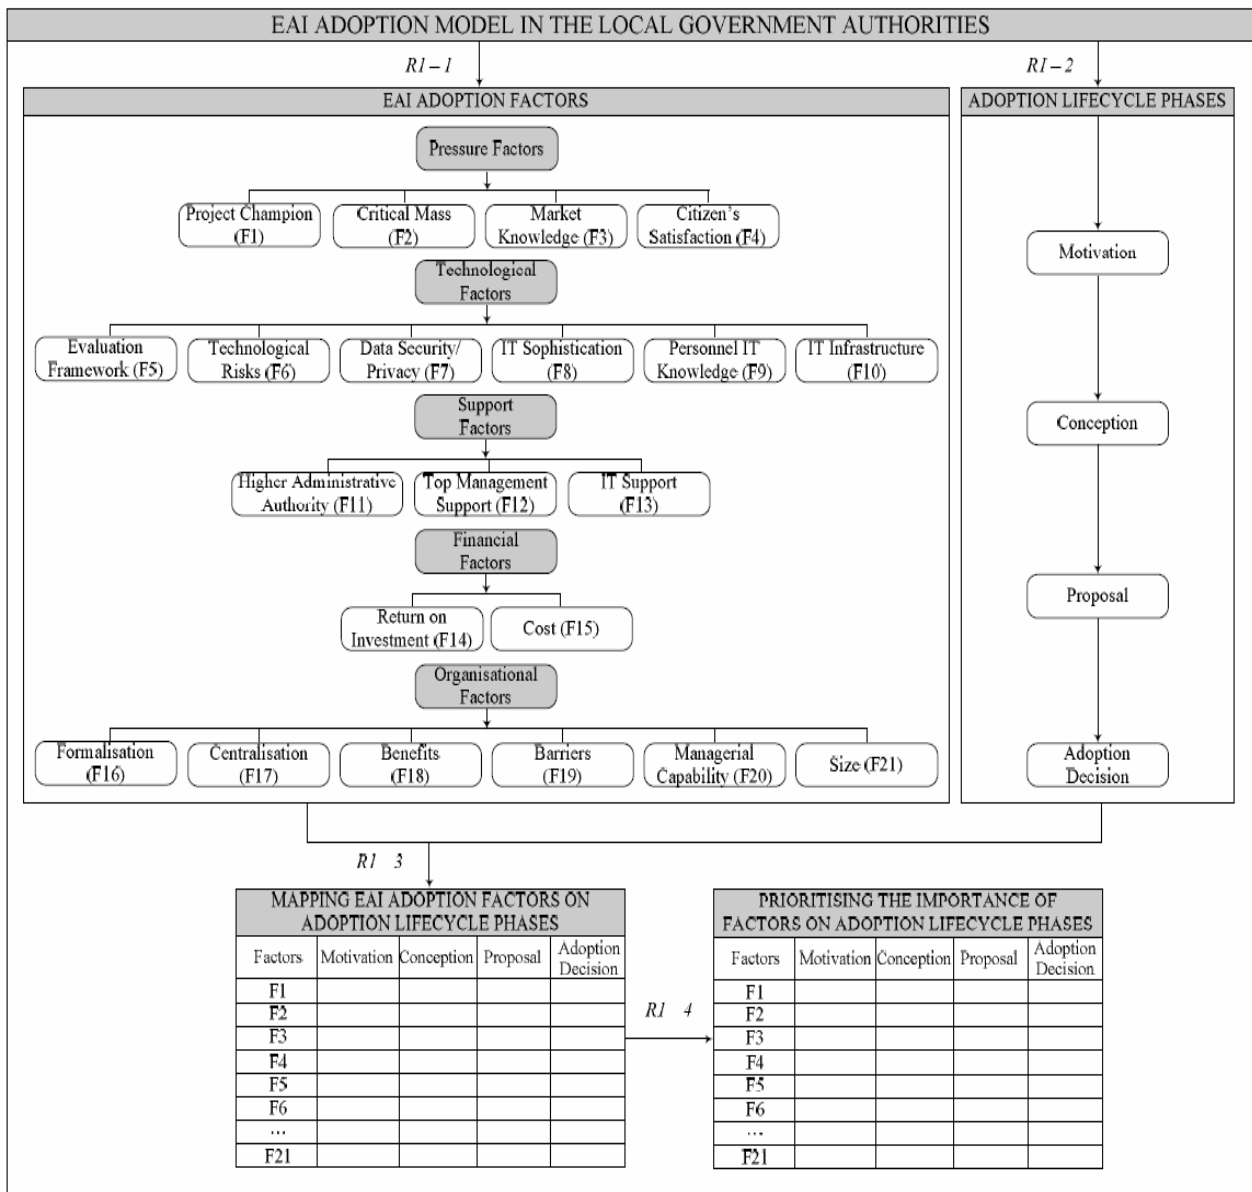 EAI ADOPTION MODEL IN THE LOCAL GOVERNMENT AUTHORITIES
R1 – 1
R1 – 2
EAI ADOPTION FACTORS
ADOPTION LIFECYCLE PHASES
Pressure Factors
Project Champion
(F1)
Critical Mass
(F2)
Market
Knowledge (F3)
Citizen's
Satisfaction (F4)
Technological
Factors
Evaluation
Framework (F5)
Technological
Risks (F6)
Data Security/
Privacy (F7)
IT Sophistication
(F8)
Personnel IT
Knowledge (F9)
IT Infrastructure
(F10)
Support
Factors
Higher Administrative
Authority (F11)
Top Management
Support (F12)
IT Support
(F13)
Financial
Factors
Return on
Investment (F14)
Cost (F15)
Organisational
Factors
Formalisation
(F16)
Centralisation
(F17)
Benefits
(F18)
Barriers
(F19)
Managerial
Capability (F20)
Size (F21)
Motivation
Conception
Proposal
Adoption
Decision
R1 3
MAPPING EAI ADOPTION FACTORS ON
ADOPTION LIFECYCLE PHASES
Factors Motivation Conception Proposal Adoption
Decision
F1
F2
F3
F4
F5
F6
...
F21
R1 4
PRIORITISING THE IMPORTANCE OF
FACTORS ON ADOPTION LIFECYCLE PHASES
Factors Motivation Conception Proposal Adoption
Decision
F1
F2
F3
F4
F5
F6
...
F21